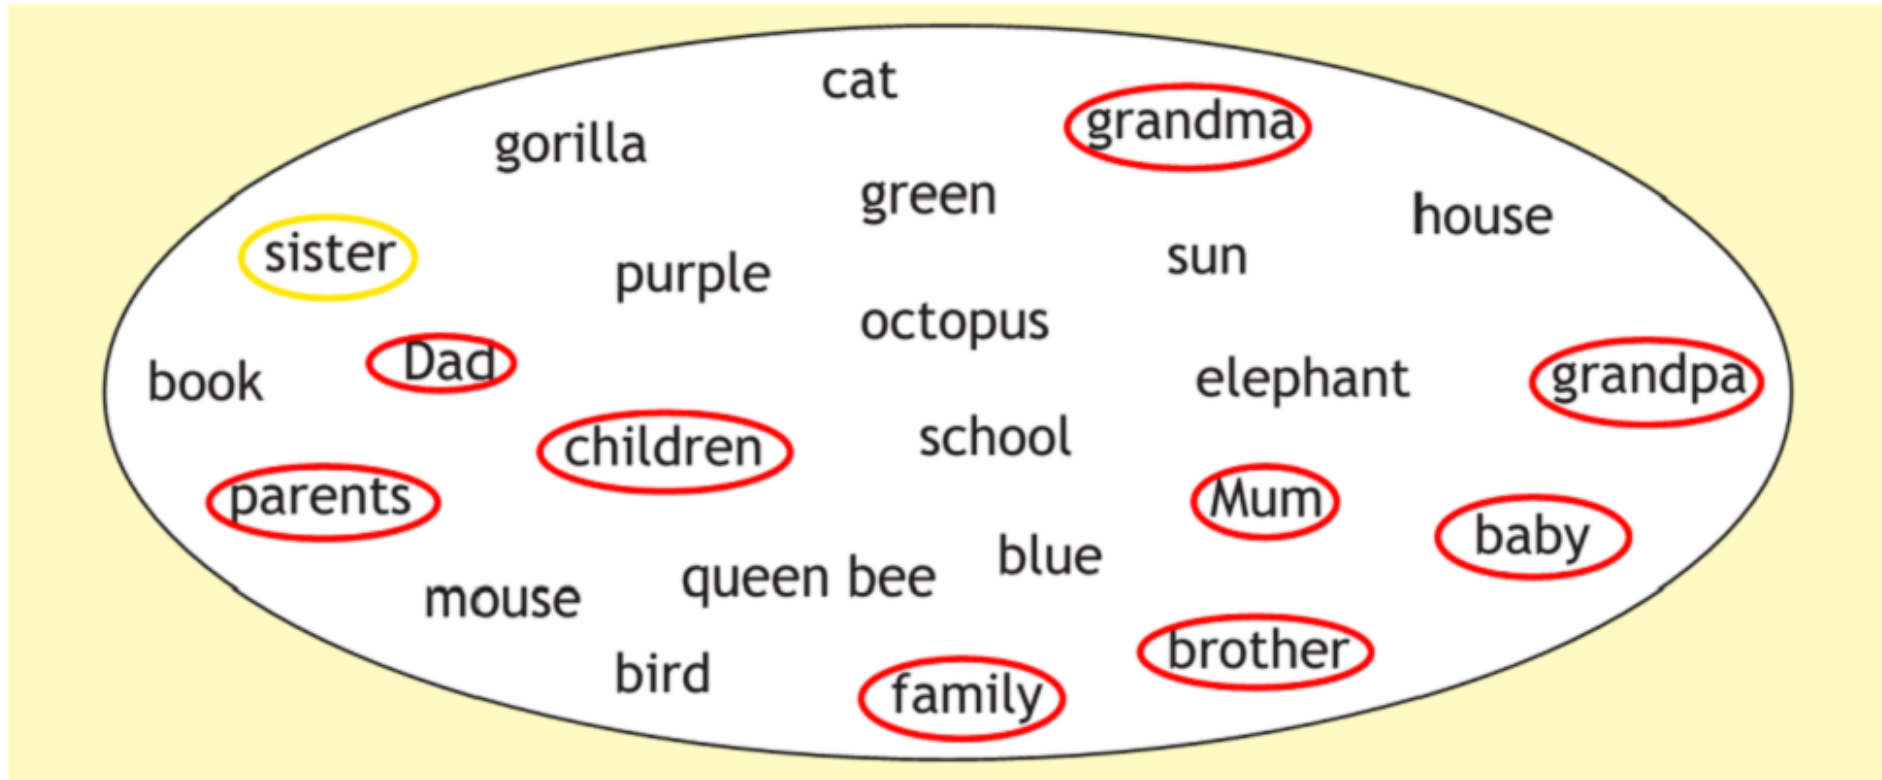 cat
grandma
gorilla
green
house
sister
sun
purple
octopus
Dad
book
elephant
grandpa
children
school
parents
Mum
baby
blue
queen bee
mouse
brother
bird
family